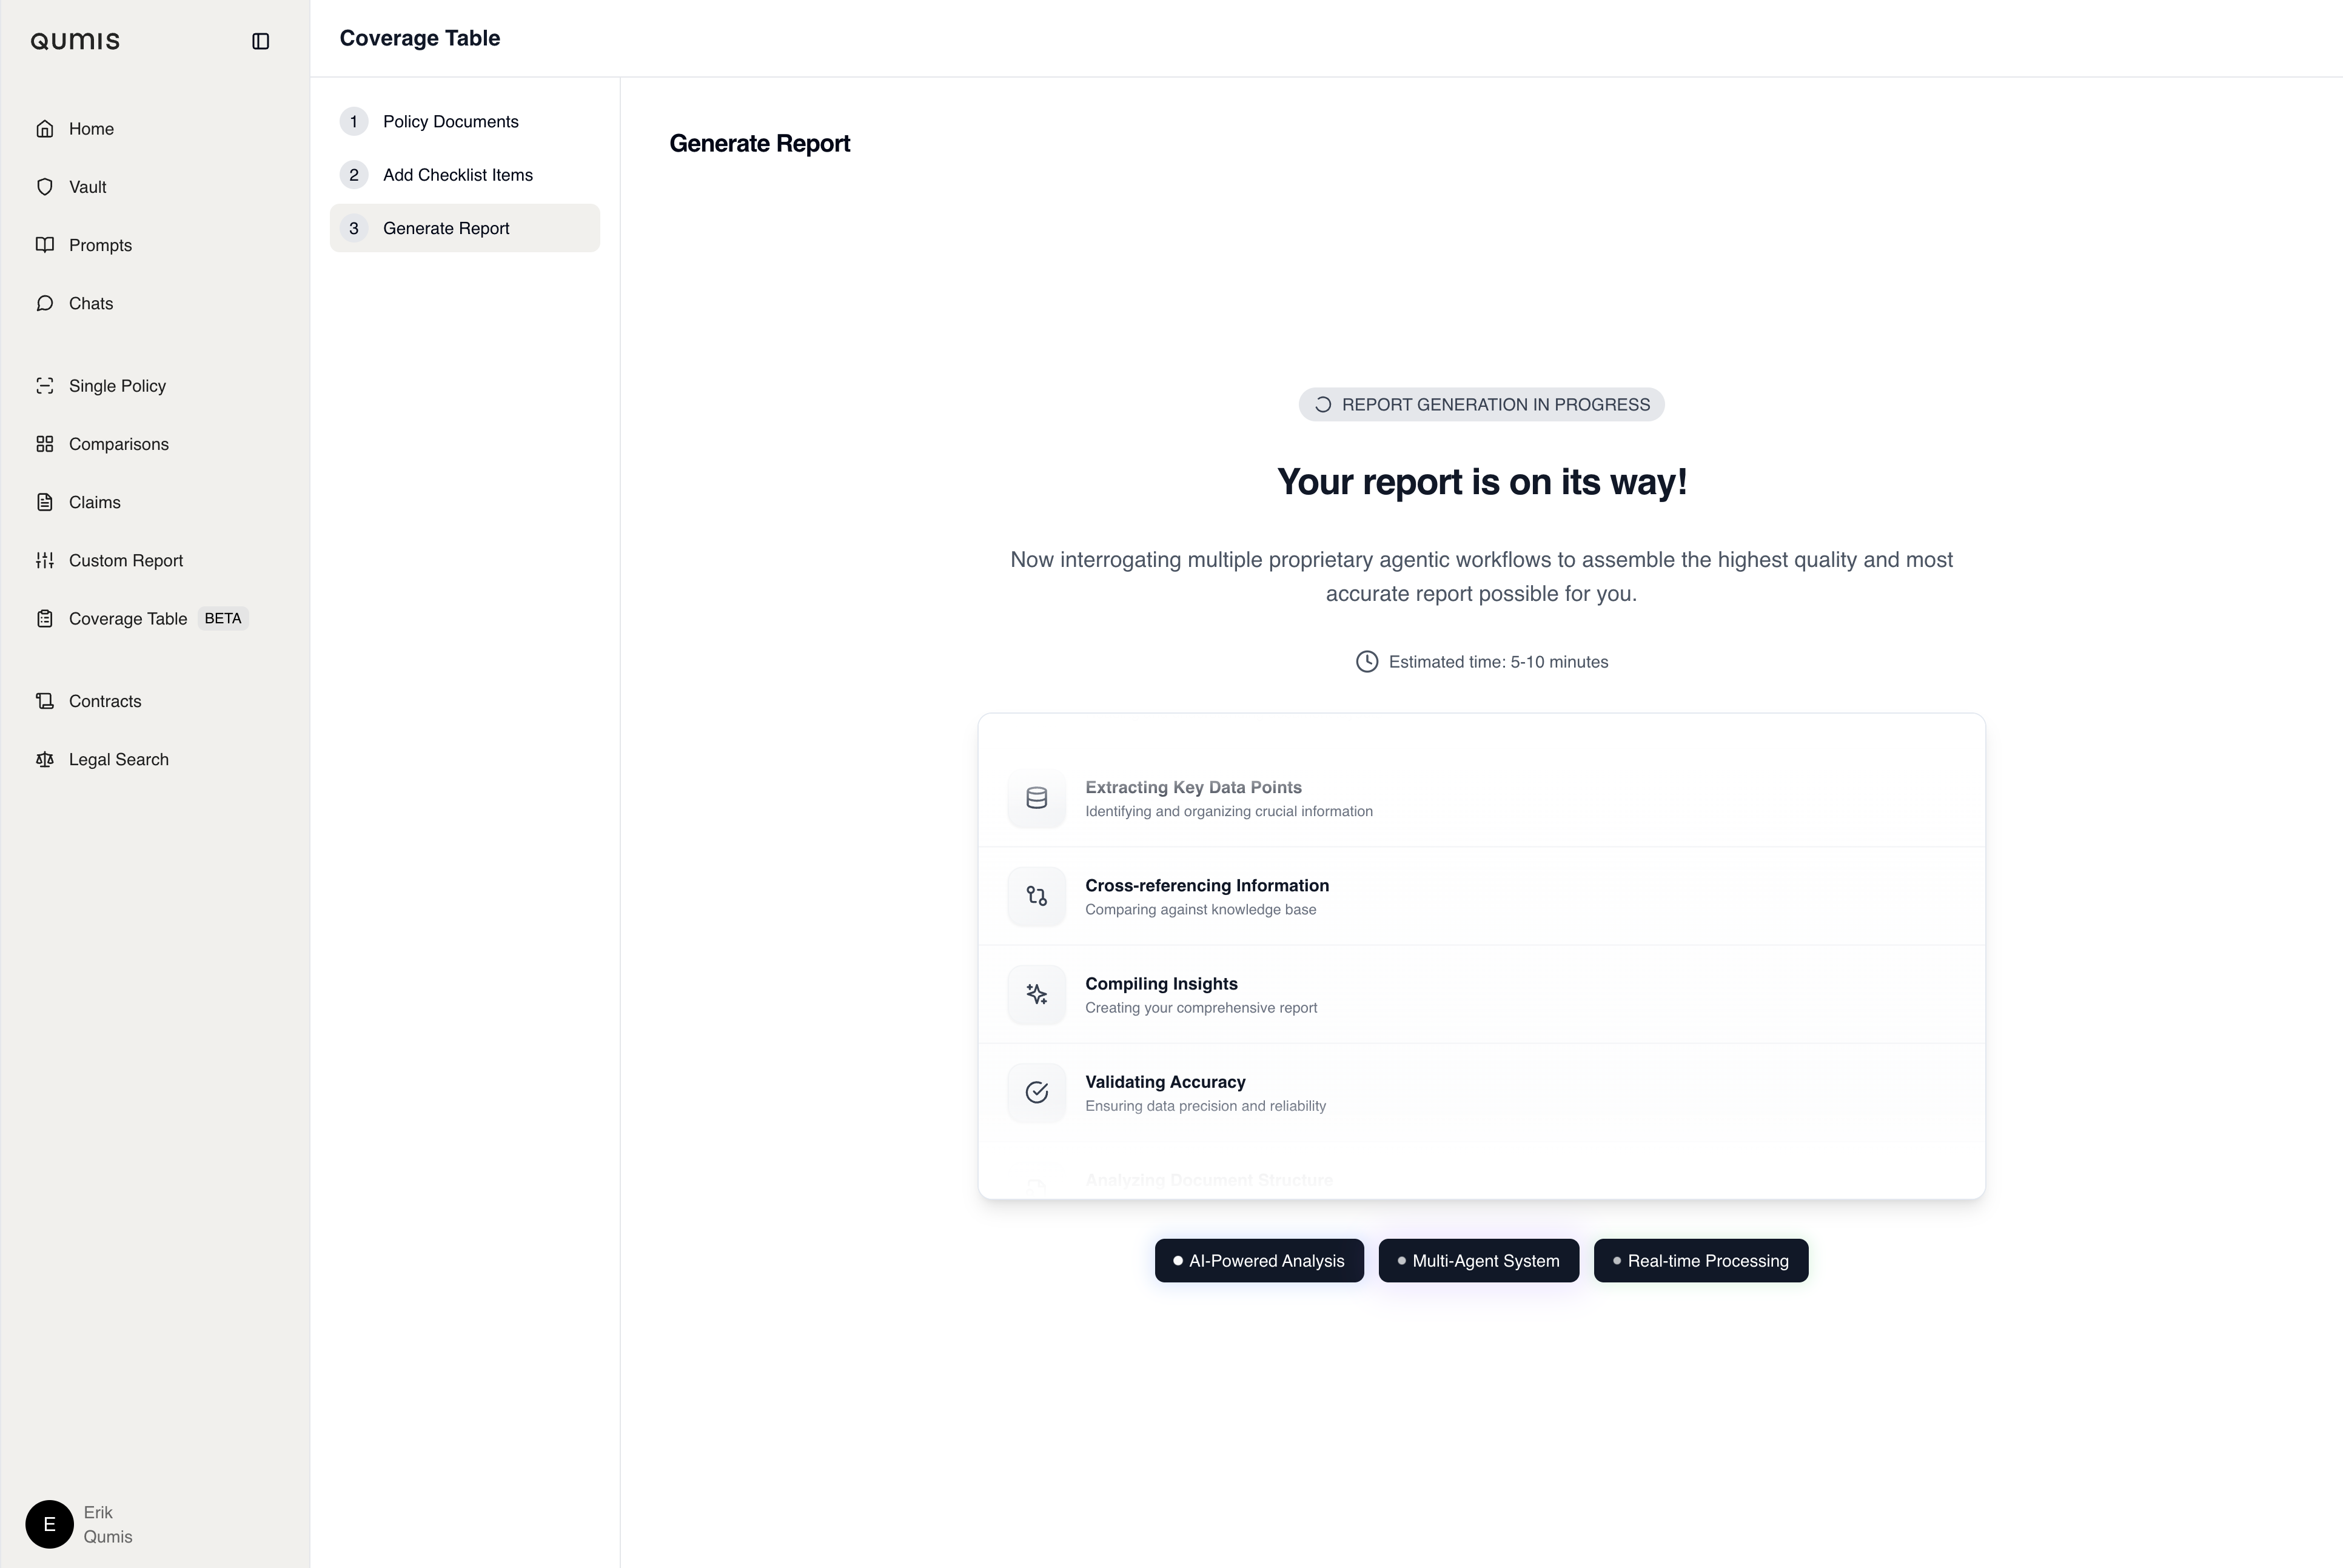 QUMIS
Home
Vault
Prompts
Chats
Single Policy
Comparisons
Claims
Custom Report
Coverage Table BETA
Contracts
Legal Search
E
Erik
Qumis
Coverage Table
1 Policy Documents
2 Add Checklist Items
3 Generate Report
Generate Report
REPORT GENERATION IN PROGRESS
Your report is on its way!
Now interrogating multiple proprietary agentic workflows to assemble the highest quality and most
accurate report possible for you.
Estimated time: 5-10 minutes
Extracting Key Data Points
Identifying and organizing crucial information
Cross-referencing Information
Comparing against knowledge base
Compiling Insights
Creating your comprehensive report
Validating Accuracy
Ensuring data precision and reliability
Analyzing Document Structure
AI-Powered Analysis
Multi-Agent System
Real-time Processing